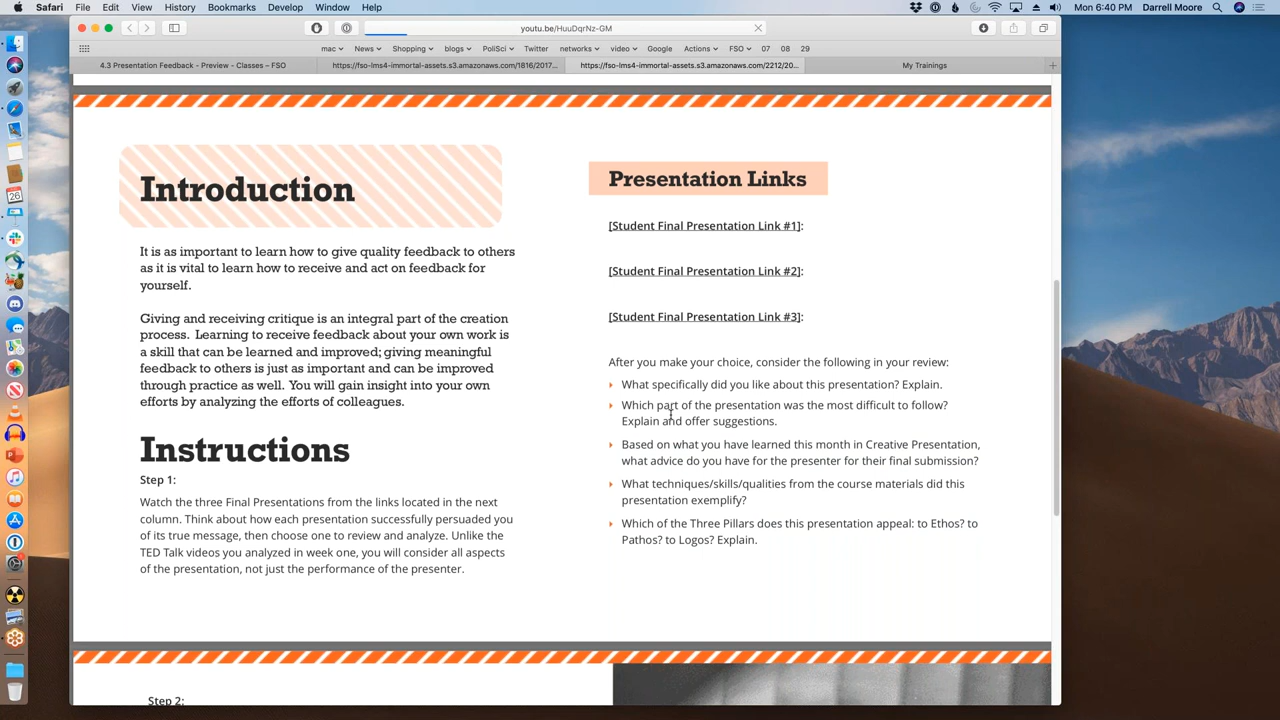 Safari File Edit View History Bookmarks Develop Window Help
Mon 6:40 PM Darrell Moore
youtu.be/HuuDqrNz-GM
mac News Shopping blogs PoliSci Twitter networks video Google Actions FSO 07 08 29
4.3 Presentation Feedback - Preview - Classes – FSO
https://fso-lms4-immortal-assets.s3.amazonaws.com/1816/2017...
https://fso-lms4-immortal-assets.s3.amazonaws.com/2212/20...
My Trainings
26
Introduction
It is as important to learn how to give quality feedback to others
as it is vital to learn how to receive and act on feedback for
yourself.
Giving and receiving critique is an integral part of the creation
process. Learning to receive feedback about your own work is
a skill that can be learned and improved; giving meaningful
feedback to others is just as important and can be improved
through practice as well. You will gain insight into your own
efforts by analyzing the efforts of colleagues.
Instructions
Step 1:
Watch the three Final Presentations from the links located in the next
column. Think about how each presentation successfully persuaded you
of its true message, then choose one to review and analyze. Unlike the
TED Talk videos you analyzed in week one, you will consider all aspects
of the presentation, not just the performance of the presenter.
Presentation Links
[Student Final Presentation Link #1]:
[Student Final Presentation Link #2]:
[Student Final Presentation Link #3]:
After you make your choice, consider the following in your review:
What specifically did you like about this presentation? Explain.
Which part of the presentation was the most difficult to follow?
Explain and offer suggestions.
Based on what you have learned this month in Creative Presentation,
what advice do you have for the presenter for their final submission?
What techniques/skills/qualities from the course materials did this
presentation exemplify?
Which of the Three Pillars does this presentation appeal: to Ethos? to
Pathos? to Logos? Explain.
Step 2: